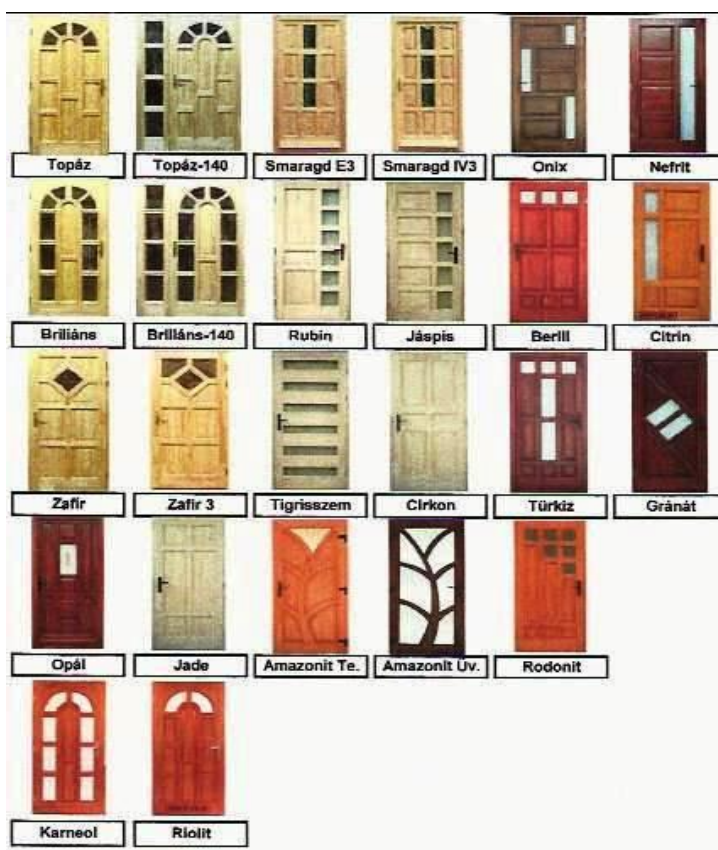 Topáz
Topáz-140
Smaragd E3
Smaragd IV3
Onix
Nefrit
Briliáns
Briliáns-140
Rubin
Jáspis
Berill
Citrin
Zafír
Zafír 3
Tigrisszem
Cirkon
Türkiz
Gránát
Opál
Jade
Amazonit Te.
Amazonit Üv.
Rodonit
Karneol
Riolit